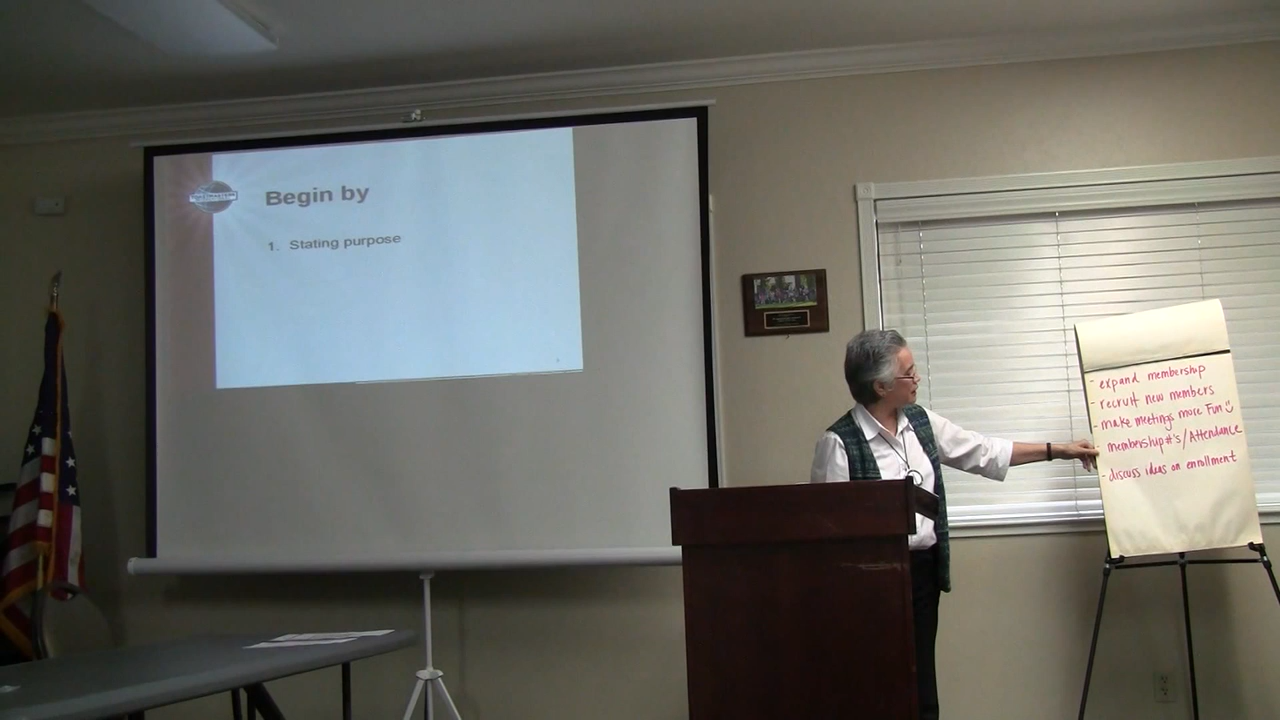 Begin by
1. Stating purpose
- expand membership
- recruit new members
- make meetings more Fun
- membership #'s/Attendance
- discuss ideas on enrollment